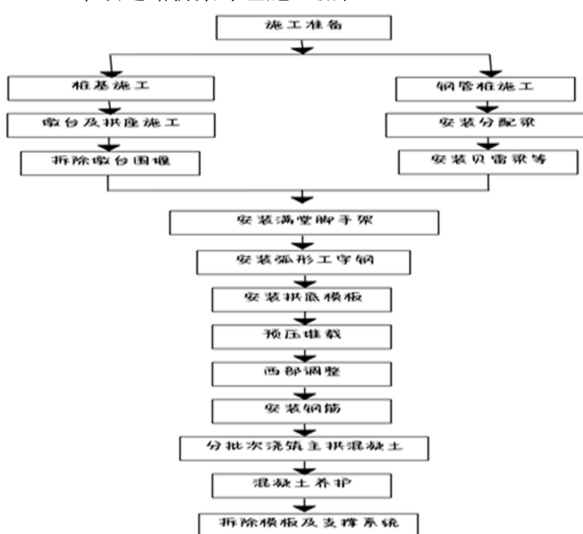 施工准备
桩基施工
钢管桩施工
墩台及拱座施工
安装分配梁
拆除墩台围堰
安装贝雷梁等
安装满堂脚手架
安装弧形工字钢
安装拱底模板
预压堆载
西部调整
安装钢筋
分批次浇筑主拱混凝土
混凝土养护
拆除模板及支撑系统